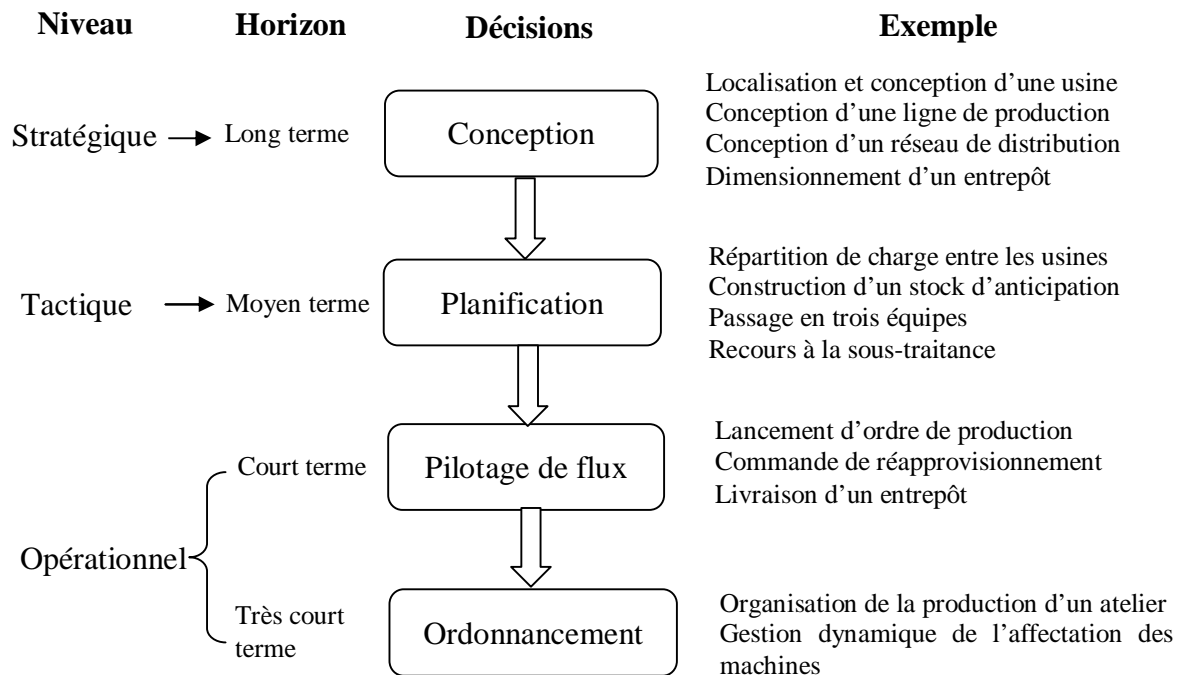 Niveau Horizon Décisions Exemple
Localisation et conception d’une usine
Conception d’une ligne de production
Stratégique Long terme Conception
Conception d’un réseau de distribution
Dimensionnement d’un entrepôt
Répartition de charge entre les usines
Construction d’un stock d’anticipation
Tactique Moyen terme Planification
Passage en trois équipes
Recours à la sous-traitance
Lancement d’ordre de production
Court terme Pilotage de flux
Commande de réapprovisionnement
Livraison d’un entrepôt
Opérationnel
Très court
terme
Ordonnancement
Organisation de la production d’un atelier
Gestion dynamique de l’affectation des
machines